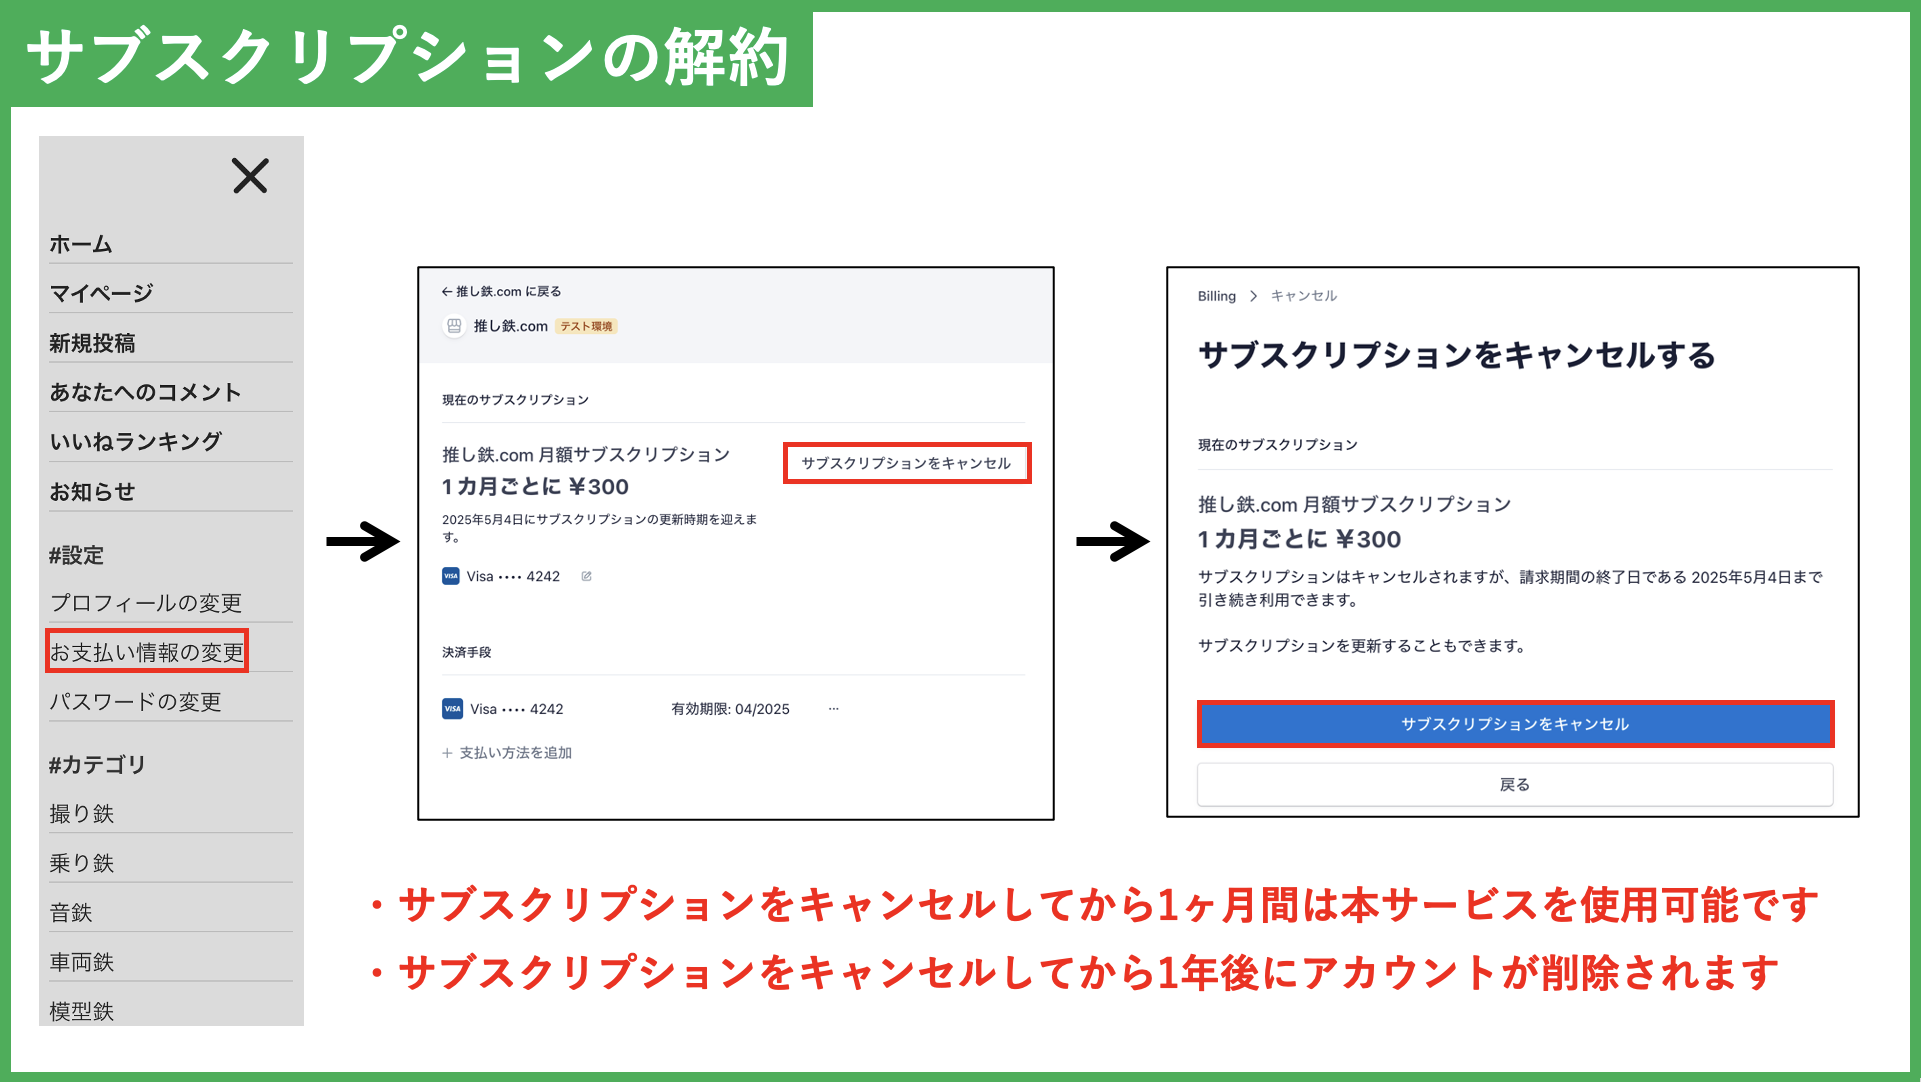 サブスクリプションの解約
ホーム
マイページ
新規投稿
あなたへのコメント
いいねランキング
お知らせ
#設定
プロフィールの変更
お支払い情報の変更
パスワードの変更
#カテゴリ
撮り鉄
乗り鉄
音鉄
車両鉄
模型鉄
← 推し鉄.com に戻る
推し鉄.com テスト環境
現在のサブスクリプション
推し鉄.com 月額サブスクリプション
サブスクリプションをキャンセル
1 カ月ごとに ¥300
2025年5月4日にサブスクリプションの更新時期を迎えま
す。
VISA Visa •••• 4242
決済手段
VISA Visa •••• 4242 有効期限: 04/2025 ···
+ 支払い方法を追加
Billing > キャンセル
サブスクリプションをキャンセルする
現在のサブスクリプション
推し鉄.com 月額サブスクリプション
1 カ月ごとに ¥300
サブスクリプションはキャンセルされますが、請求期間の終了日である 2025年5月4日まで
引き続き利用できます。
サブスクリプションを更新することもできます。
サブスクリプションをキャンセル
戻る
・サブスクリプションをキャンセルしてから1ヶ月間は本サービスを使用可能です
・サブスクリプションをキャンセルしてから1年後にアカウントが削除されます